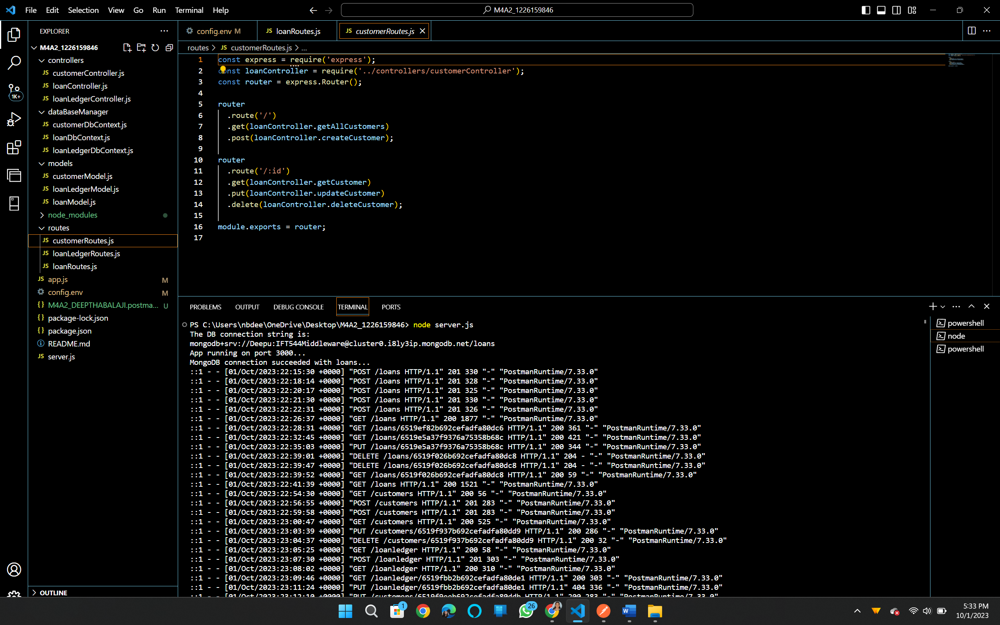 File Edit Selection View Go Run Terminal Help
M4A2_1226159846
EXPLORER
M4A2_1226159846
controllers
JS customerController.js
JS loanController.js
JS loanLedgerController.js
dataBaseManager
JS customerDbContext.js
JS loanDbContext.js
JS loanLedgerDbContext.js
models
JS customerModel.js
JS loanLedgerModel.js
JS loanModel.js
node_modules
routes
JS customerRoutes.js
JS loanLedgerRoutes.js
JS loanRoutes.js
JS app.js M
config.env M
{} M4A2_DEEPTHABALAJI.postma... U
{} package-lock.json
{} package.json
README.md
JS server.js
OUTLINE
1K+
config.env M
JS loanRoutes.js
JS customerRoutes.js
routes > JS customerRoutes.js > ...
1 const express = require('express');
2 const loanController = require('../controllers/customerController');
3 const router = express.Router();
4
5 router
6 .route('/')
7 .get(loanController.getAllCustomers)
8 .post(loanController.createCustomer);
9
10 router
11 .route('/:id')
12 .get(loanController.getCustomer)
13 .put(loanController.updateCustomer)
14 .delete(loanController.deleteCustomer);
15
16 module.exports = router;
17
PROBLEMS OUTPUT DEBUG CONSOLE TERMINAL PORTS
PS C:\Users\nbdee\OneDrive\Desktop\M4A2_1226159846> node server.js
The DB connection string is:
mongodb+srv://Deepu:IFT544Middleware@cluster0.i8ly3ip.mongodb.net/loans
App running on port 3000...
MongoDB connection succeeded with loans...
::1 - - [01/Oct/2023:22:15:30 +0000] "POST /loans HTTP/1.1" 201 330 "-" "PostmanRuntime/7.33.0"
::1 - - [01/Oct/2023:22:18:14 +0000] "POST /loans HTTP/1.1" 201 328 "-" "PostmanRuntime/7.33.0"
::1 - - [01/Oct/2023:22:20:17 +0000] "POST /loans HTTP/1.1" 201 325 "-" "PostmanRuntime/7.33.0"
::1 - - [01/Oct/2023:22:21:30 +0000] "POST /loans HTTP/1.1" 201 330 "-" "PostmanRuntime/7.33.0"
::1 - - [01/Oct/2023:22:22:31 +0000] "POST /loans HTTP/1.1" 201 326 "-" "PostmanRuntime/7.33.0"
::1 - - [01/Oct/2023:22:26:37 +0000] "GET /loans HTTP/1.1" 200 1877 "-" "PostmanRuntime/7.33.0"
::1 - - [01/Oct/2023:22:28:31 +0000] "GET /loans/6519ef82b692cefadfa80dc6 HTTP/1.1" 200 361 "-" "PostmanRuntime/7.33.0"
::1 - - [01/Oct/2023:22:32:45 +0000] "GET /loans/6519e5a37f9376a75358b68c HTTP/1.1" 200 421 "-" "PostmanRuntime/7.33.0"
::1 - - [01/Oct/2023:22:35:03 +0000] "PUT /loans/6519e5a37f9376a75358b68c HTTP/1.1" 200 344 "-" "PostmanRuntime/7.33.0"
::1 - - [01/Oct/2023:22:39:01 +0000] "DELETE /loans/6519f026b692cefadfa80dc8 HTTP/1.1" 204 - "-" "PostmanRuntime/7.33.0"
::1 - - [01/Oct/2023:22:39:47 +0000] "DELETE /loans/6519f026b692cefadfa80dc8 HTTP/1.1" 204 - "-" "PostmanRuntime/7.33.0"
::1 - - [01/Oct/2023:22:39:52 +0000] "GET /loans/6519f026b692cefadfa80dc8 HTTP/1.1" 200 59 "-" "PostmanRuntime/7.33.0"
::1 - - [01/Oct/2023:22:41:39 +0000] "GET /loans HTTP/1.1" 200 1521 "-" "PostmanRuntime/7.33.0"
::1 - - [01/Oct/2023:22:54:30 +0000] "GET /customers HTTP/1.1" 200 56 "-" "PostmanRuntime/7.33.0"
::1 - - [01/Oct/2023:22:56:55 +0000] "POST /customers HTTP/1.1" 201 283 "-" "PostmanRuntime/7.33.0"
::1 - - [01/Oct/2023:22:59:58 +0000] "POST /customers HTTP/1.1" 201 283 "-" "PostmanRuntime/7.33.0"
::1 - - [01/Oct/2023:23:00:47 +0000] "GET /customers HTTP/1.1" 200 525 "-" "PostmanRuntime/7.33.0"
::1 - - [01/Oct/2023:23:03:39 +0000] "PUT /customers/6519f937b692cefadfa80dd9 HTTP/1.1" 200 286 "-" "PostmanRuntime/7.33.0"
::1 - - [01/Oct/2023:23:04:37 +0000] "DELETE /customers/6519f937b692cefadfa80dd9 HTTP/1.1" 200 32 "-" "PostmanRuntime/7.33.0"
::1 - - [01/Oct/2023:23:05:25 +0000] "GET /loanledger HTTP/1.1" 200 58 "-" "PostmanRuntime/7.33.0"
::1 - - [01/Oct/2023:23:07:30 +0000] "POST /loanledger HTTP/1.1" 201 303 "-" "PostmanRuntime/7.33.0"
::1 - - [01/Oct/2023:23:08:02 +0000] "GET /loanledger HTTP/1.1" 200 310 "-" "PostmanRuntime/7.33.0"
::1 - - [01/Oct/2023:23:09:46 +0000] "GET /loanledger/6519fbb2b692cefadfa80de1 HTTP/1.1" 200 303 "-" "PostmanRuntime/7.33.0"
::1 - - [01/Oct/2023:23:11:24 +0000] "PUT /loanledger/6519fbb2b692cefadfa80de1 HTTP/1.1" 404 336 "-" "PostmanRuntime/7.33.0"
powershell
node
powershell
1
26
5:33 PM
10/1/2023